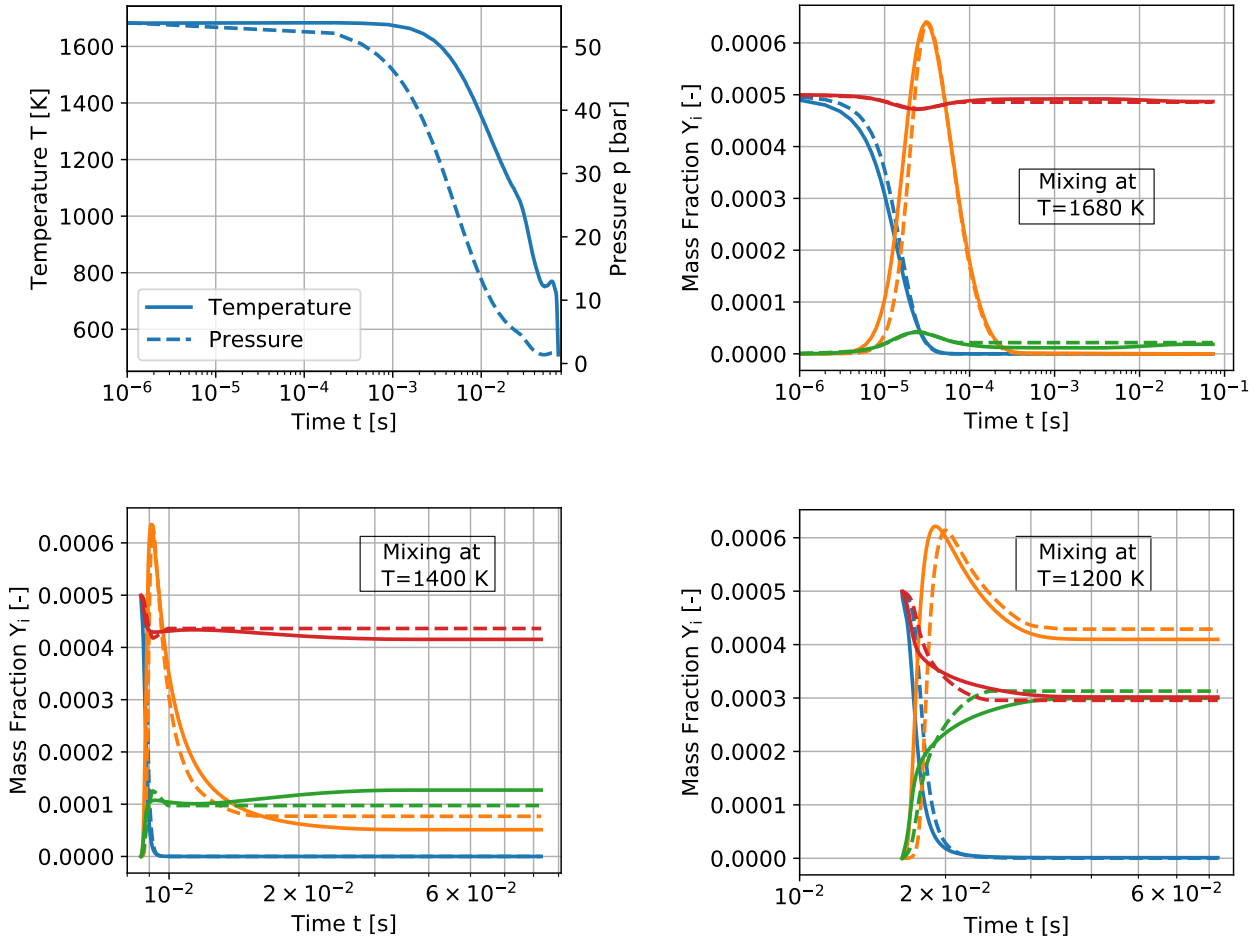 1600
1400
1200
1000
800
600
Temperature T [K]
50
40
30
20
10
0
Pressure p [bar]
Temperature
Pressure
10⁻⁶
10⁻⁵
10⁻⁴
10⁻³
10⁻²
Time t [s]
0.0006
0.0005
0.0004
0.0003
0.0002
0.0001
0.0000
Mass Fraction Yᵢ [-]
Mixing at
T=1680 K
10⁻⁶
10⁻⁵
10⁻⁴
10⁻³
10⁻²
10⁻¹
Time t [s]
0.0006
0.0005
0.0004
0.0003
0.0002
0.0001
0.0000
Mass Fraction Yᵢ [-]
Mixing at
T=1400 K
10⁻²
2 × 10⁻²
6 × 10⁻²
Time t [s]
0.0006
0.0005
0.0004
0.0003
0.0002
0.0001
0.0000
Mass Fraction Yᵢ [-]
Mixing at
T=1200 K
10⁻²
2 × 10⁻²
6 × 10⁻²
Time t [s]